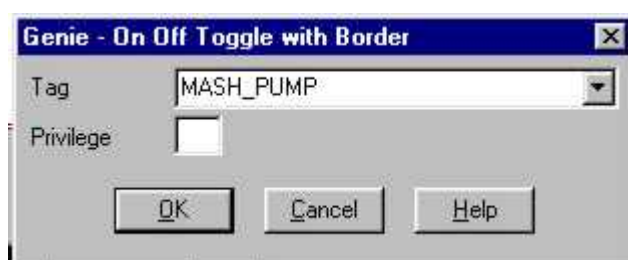 Genie - On Off Toggle with Border
Tag MASH_PUMP
Privilege
OK Cancel Help